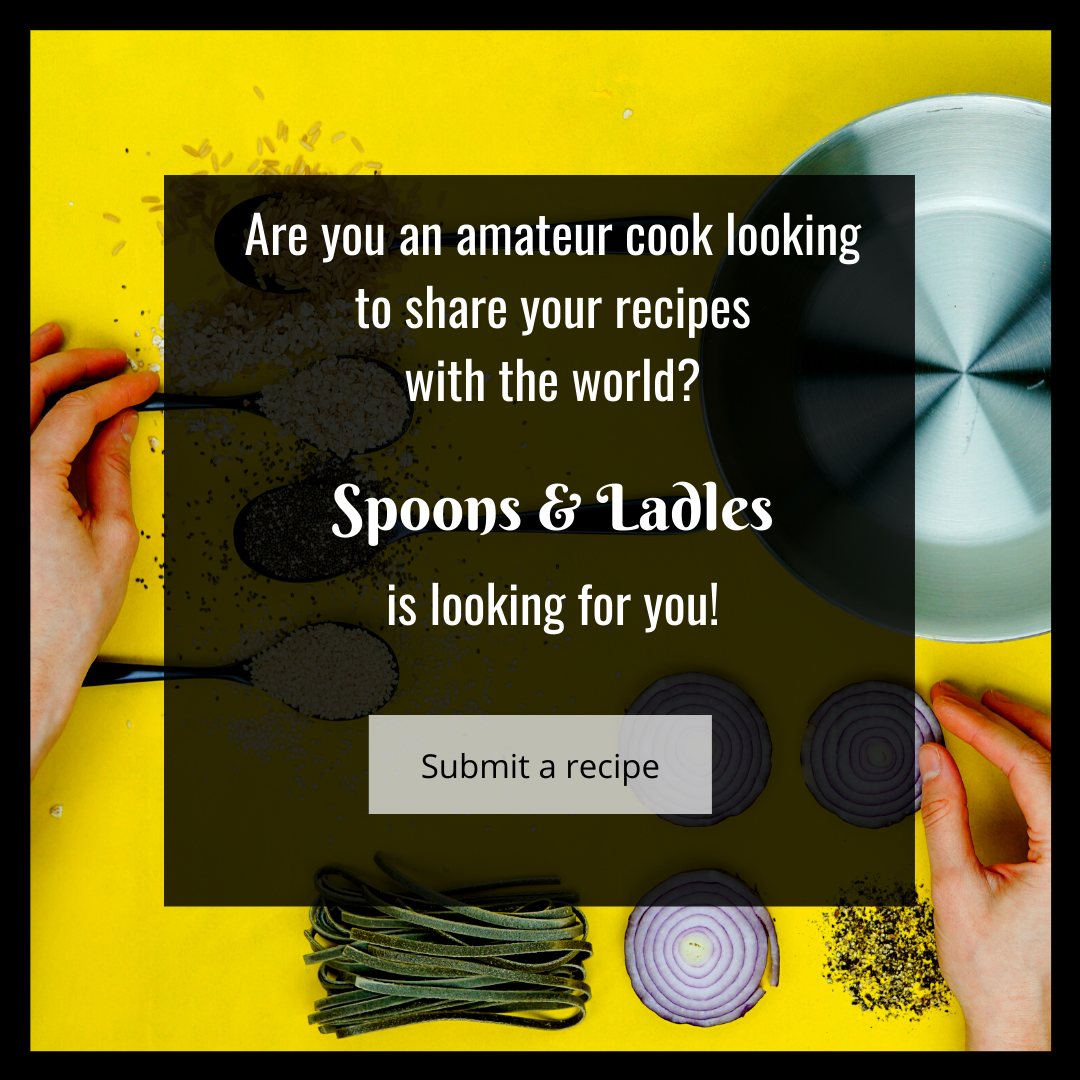 Are you an amateur cook looking
to share your recipes
with the world?
Spoons & Ladles
is looking for you!
Submit a recipe